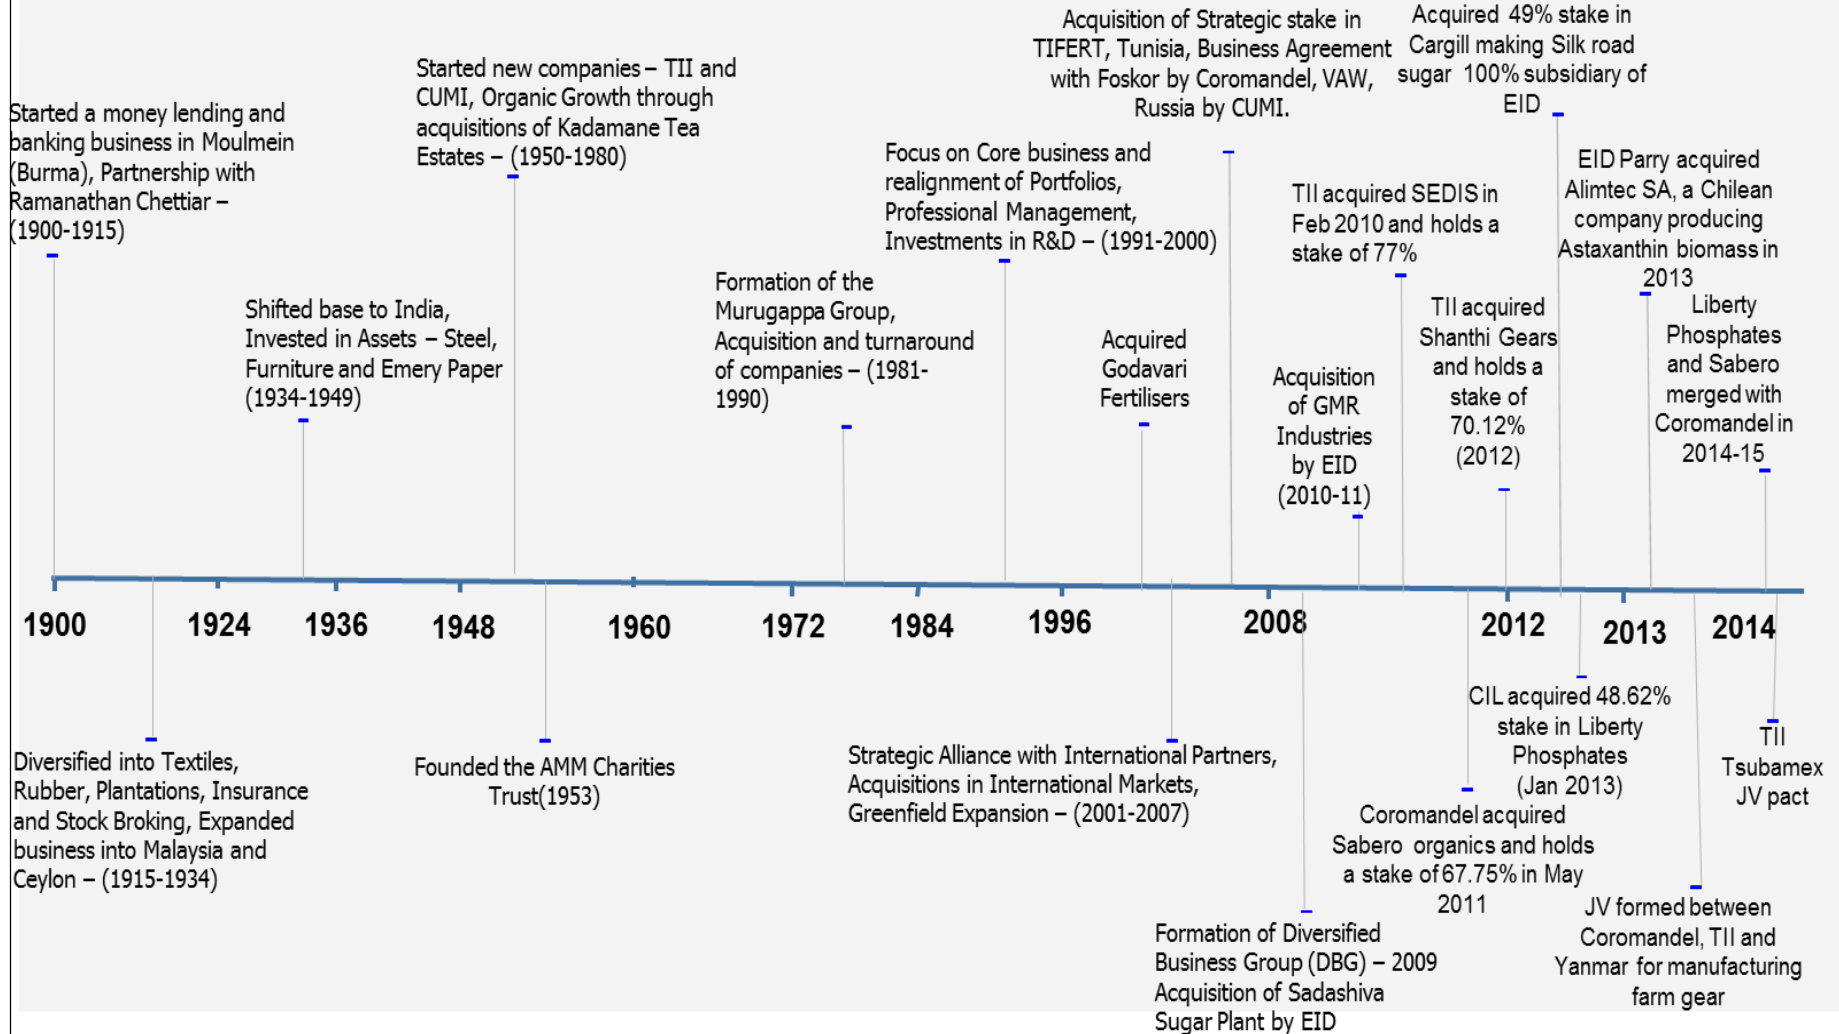 Acquisition of Strategic stake in
TIFERT, Tunisia, Business Agreement
with Foskor by Coromandel, VAW,
Russia by CUMI.
Acquired 49% stake in
Cargill making Silk road
sugar 100% subsidiary of
EID
Started new companies – TII and
CUMI, Organic Growth through
acquisitions of Kadamane Tea
Estates – (1950-1980)
Started a money lending and
banking business in Moulmein
(Burma), Partnership with
Ramanathan Chettiar –
(1900-1915)
Focus on Core business and
realignment of Portfolios,
Professional Management,
Investments in R&D – (1991-2000)
TII acquired SEDIS in
Feb 2010 and holds a
stake of 77%
EID Parry acquired
Alimtec SA, a Chilean
company producing
Astaxanthin biomass in
2013
Shifted base to India,
Invested in Assets – Steel,
Furniture and Emery Paper
(1934-1949)
Formation of the
Murugappa Group,
Acquisition and turnaround
of companies – (1981-
1990)
Acquired
Godavari
Fertilisers
Acquisition
of GMR
Industries
by EID
(2010-11)
TII acquired
Shanthi Gears
and holds a
stake of
70.12%
(2012)
Liberty
Phosphates
and Sabero
merged with
Coromandel in
2014-15
1900 1924 1936 1948 1960 1972 1984 1996 2008 2012 2013 2014
Diversified into Textiles,
Rubber, Plantations, Insurance
and Stock Broking, Expanded
business into Malaysia and
Ceylon – (1915-1934)
Founded the AMM Charities
Trust(1953)
Strategic Alliance with International Partners,
Acquisitions in International Markets,
Greenfield Expansion – (2001-2007)
Formation of Diversified
Business Group (DBG) – 2009
Acquisition of Sadashiva
Sugar Plant by EID
Coromandel acquired
Sabero organics and holds
a stake of 67.75% in May
2011
CIL acquired 48.62%
stake in Liberty
Phosphates
(Jan 2013)
JV formed between
Coromandel, TII and
Yanmar for manufacturing
farm gear
TII
Tsubamex
JV pact